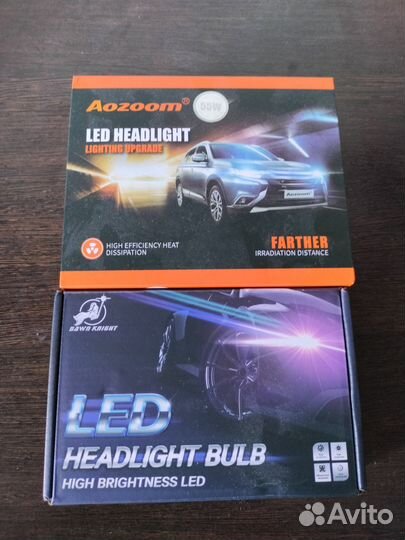 Aozoom®
55W
LED HEADLIGHT
LIGHTING UPGRADE
Aozoom
HIGH EFFICIENCY HEAT
DISSIPATION
FARTHER
IRRADIATION DISTANCE
DAWN KNIGHT
LED
HEADLIGHT BULB
HIGH BRIGHTNESS LED
Avito